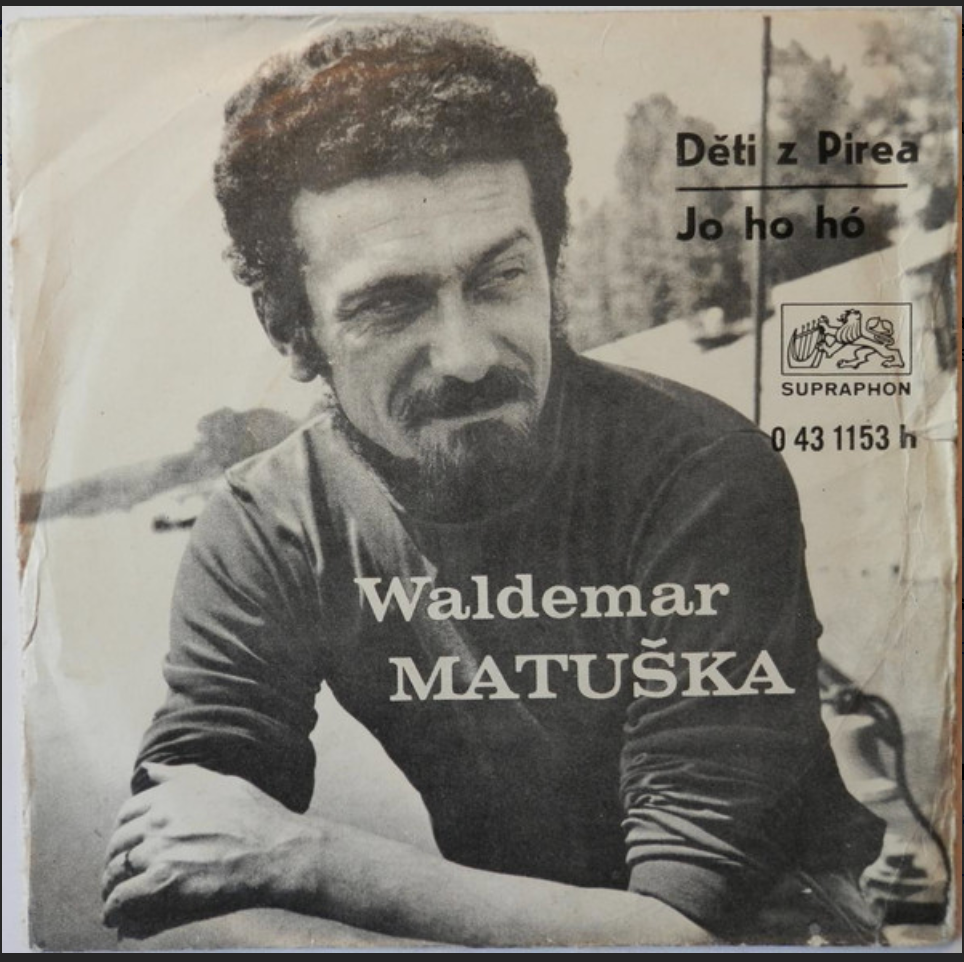 Děti z Pirea
Jo ho hó
SUPRAPHON
0 43 1153 h
Waldemar
MATUŠKA